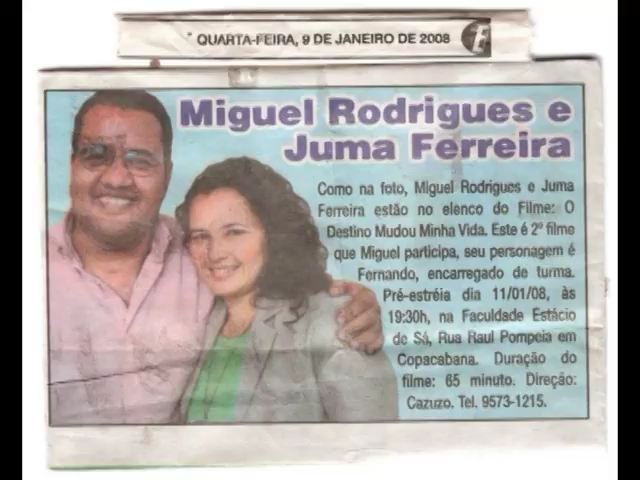 QUARTA-FEIRA, 9 DE JANEIRO DE 2008 E
Miguel Rodrigues e
Juma Ferreira
Como na foto, Miguel Rodrigues e Juma
Ferreira estão no elenco do Filme: O
Destino Mudou Minha Vida. Este é 2º filme
que Miguel participa, seu personagem é
Fernando, encarregado de turma.
Pré-estréia dia 11/01/08, às
19:30h, na Faculdade Estácio
de Sá, Rua Raul Pompeia em
Copacabana. Duração do
filme: 65 minuto. Direção:
Cazuzo. Tel. 9573-1215.